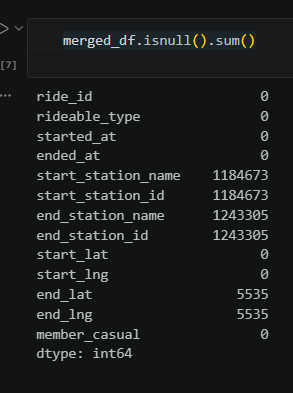 merged_df.isnull().sum()
[7]
...
ride_id 0
rideable_type 0
started_at 0
ended_at 0
start_station_name 1184673
start_station_id 1184673
end_station_name 1243305
end_station_id 1243305
start_lat 0
start_lng 0
end_lat 5535
end_lng 5535
member_casual 0
dtype: int64